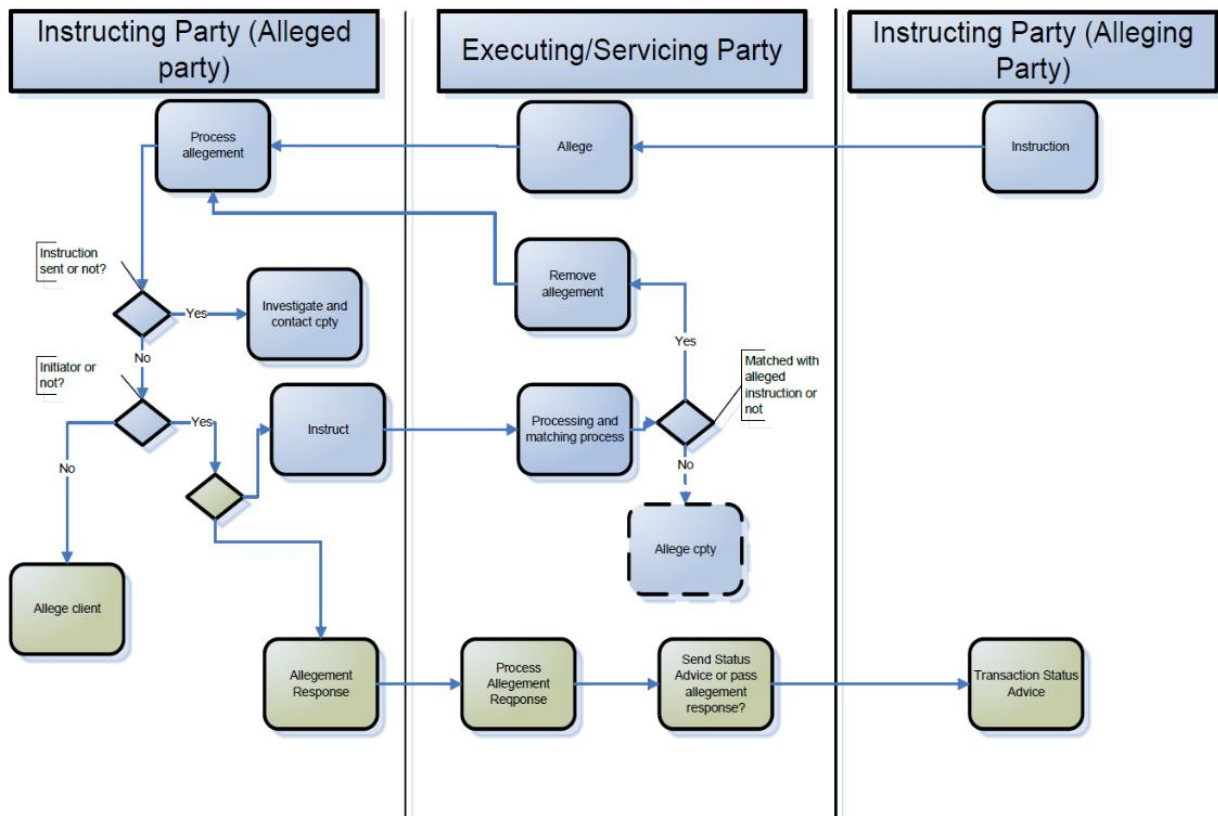 Instructing Party (Alleged
party)
Executing/Servicing Party
Instructing Party (Alleging
Party)
Process
allegement
Allege
Instruction
Instruction
sent or not?
Remove
allegement
Investigate and
contact cpty
Yes
No
Yes
Initiator or
not?
Matched with
alleged
instruction or
not
Instruct
Processing and
matching process
Yes
No
No
Allege cpty
Allege client
Allegement
Response
Process
Allegement
Reqponse
Send Status
Advice or pass
allegement
response?
Transaction Status
Advice